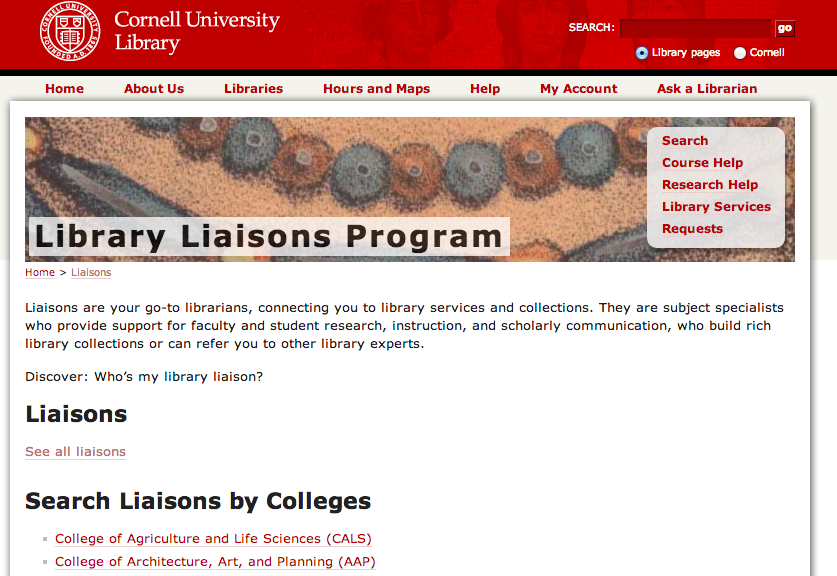 CORNELL UNIVERSITY
FOUNDED A.D. 1865
Cornell University
Library
SEARCH:
go
Library pages
Cornell
Home
About Us
Libraries
Hours and Maps
Help
My Account
Ask a Librarian
Search
Course Help
Research Help
Library Services
Requests
Library Liaisons Program
Home > Liaisons
Liaisons are your go-to librarians, connecting you to library services and collections. They are subject specialists
who provide support for faculty and student research, instruction, and scholarly communication, who build rich
library collections or can refer you to other library experts.
Discover: Who’s my library liaison?
Liaisons
See all liaisons
Search Liaisons by Colleges
College of Agriculture and Life Sciences (CALS)
College of Architecture, Art, and Planning (AAP)